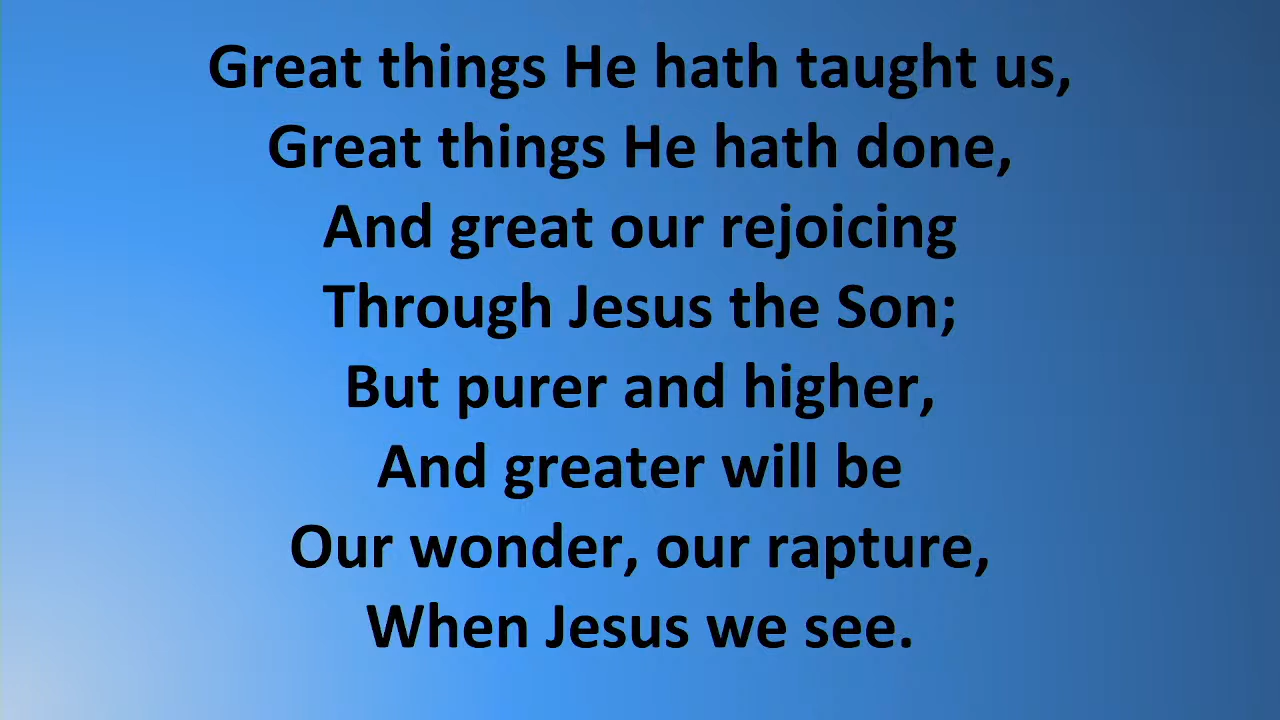 Great things He hath taught us,
Great things He hath done,
And great our rejoicing
Through Jesus the Son;
But purer and higher,
And greater will be
Our wonder, our rapture,
When Jesus we see.